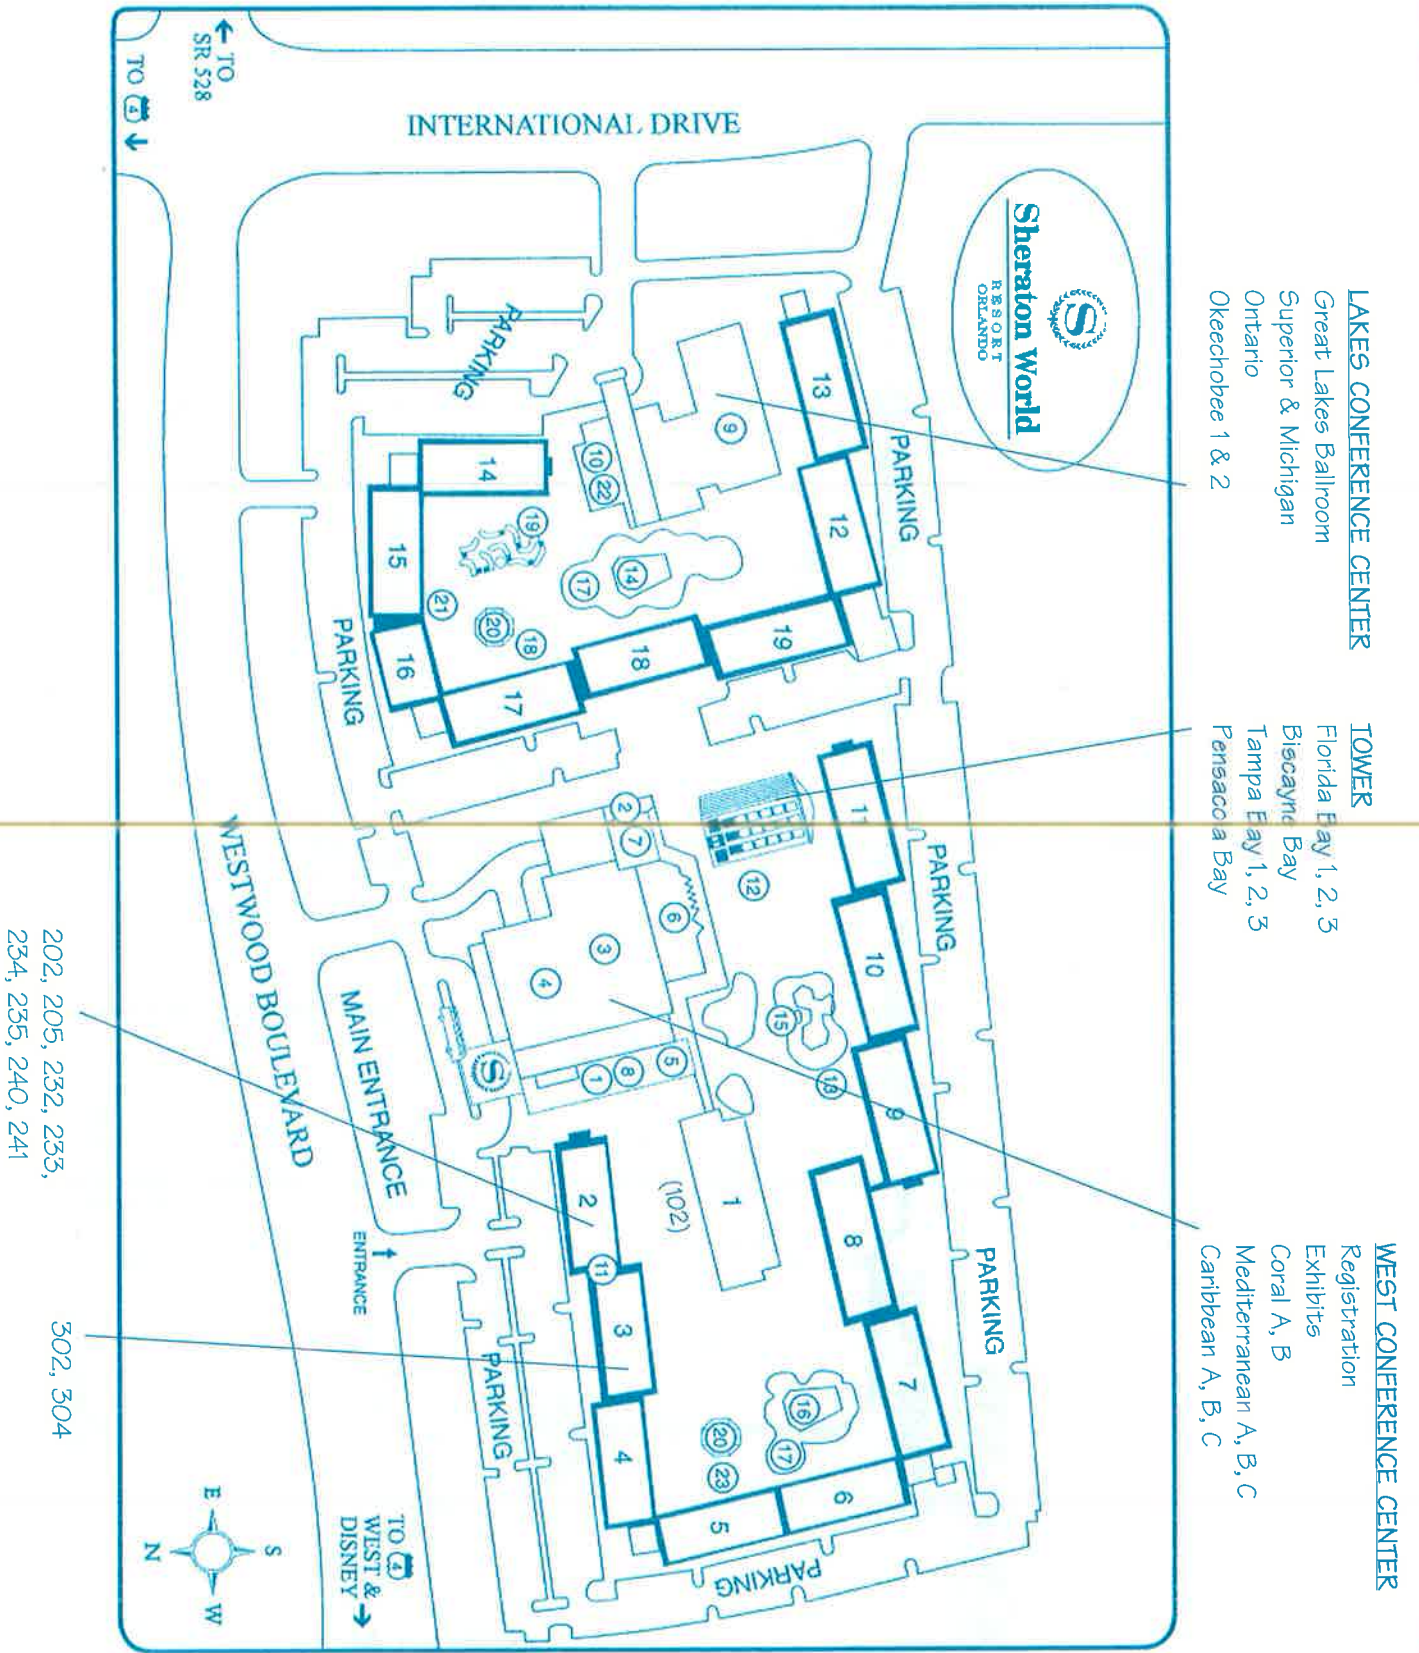 LAKES CONFERENCE CENTER
Great Lakes Ballroom
Superior & Michigan
Ontario
Okeechobee 1 & 2
TOWER
Florida Bay 1, 2, 3
Biscayne Bay
Tampa Bay 1, 2, 3
Pensacola Bay
WEST CONFERENCE CENTER
Registration
Exhibits
Coral A, B
Mediterranean A, B, C
Caribbean A, B, C
S
Sheraton World
RESORT
ORLANDO
INTERNATIONAL DRIVE
← TO
SR 528
TO 4 →
PARKING
PARKING
PARKING
PARKING
PARKING
PARKING
PARKING
13
12
19
18
17
16
15
14
9
10
22
19
14
17
21
20
18
11
10
9
8
7
6
5
4
3
2
1
(102)
2
7
12
6
3
4
15
13
5
8
1
S
11
16
17
20
23
WESTWOOD BOULEVARD
MAIN ENTRANCE
ENTRANCE
TO 4
WEST &
DISNEY →
E
S
N
W
202, 205, 232, 233,
234, 235, 240, 241
302, 304